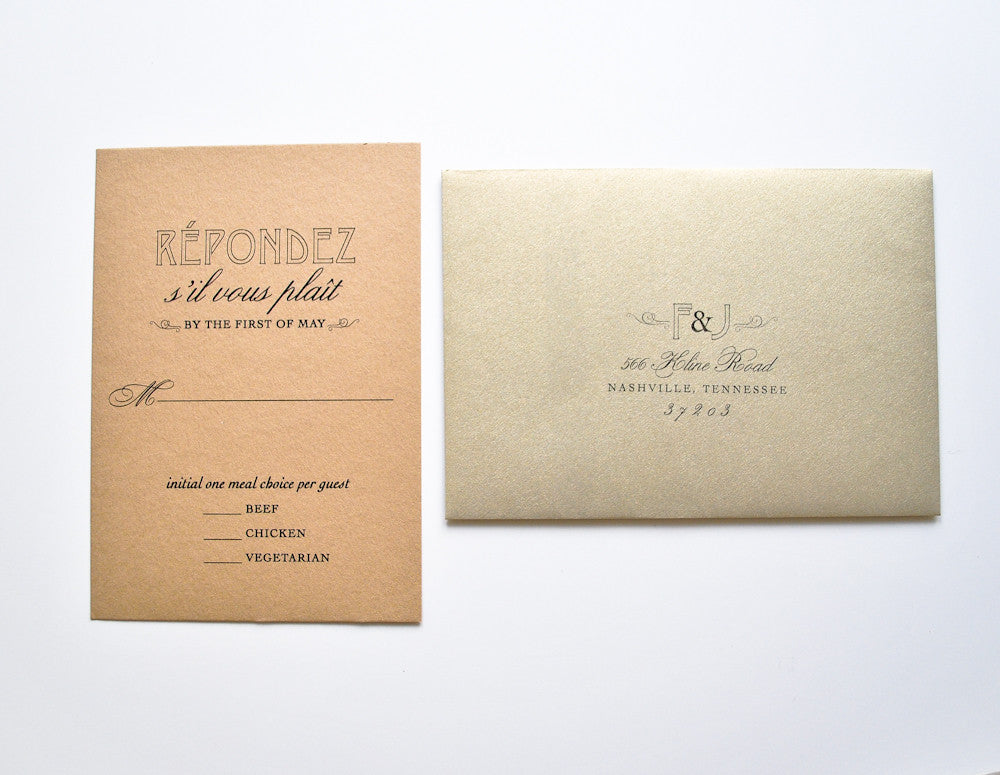 RÉPONDEZ
s'il vous plaît
BY THE FIRST OF MAY
M
initial one meal choice per guest
BEEF
CHICKEN
VEGETARIAN
F&J
566 Kline Road
NASHVILLE, TENNESSEE
37203